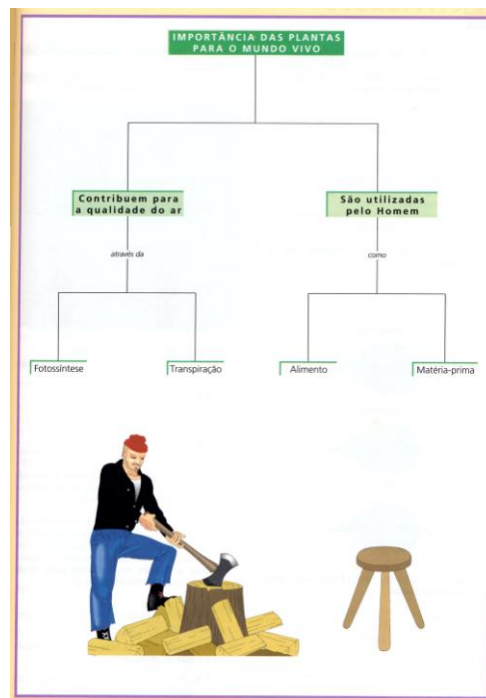 IMPORTÂNCIA DAS PLANTAS
PARA O MUNDO VIVO
Contribuem para
a qualidade do ar
São utilizadas
pelo Homem
através da
como
Fotossíntese
Transpiração
Alimento
Matéria-prima